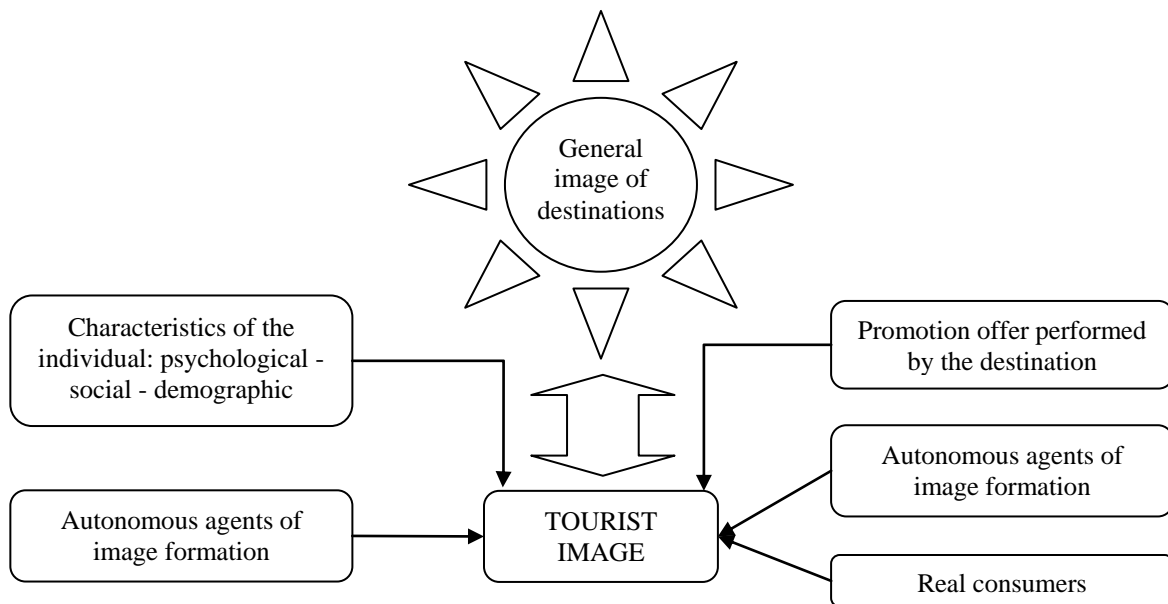 General
image of
destinations
Characteristics of the
individual: psychological -
social - demographic
Promotion offer performed
by the destination
Autonomous agents of
image formation
Autonomous agents of
image formation
TOURIST
IMAGE
Real consumers